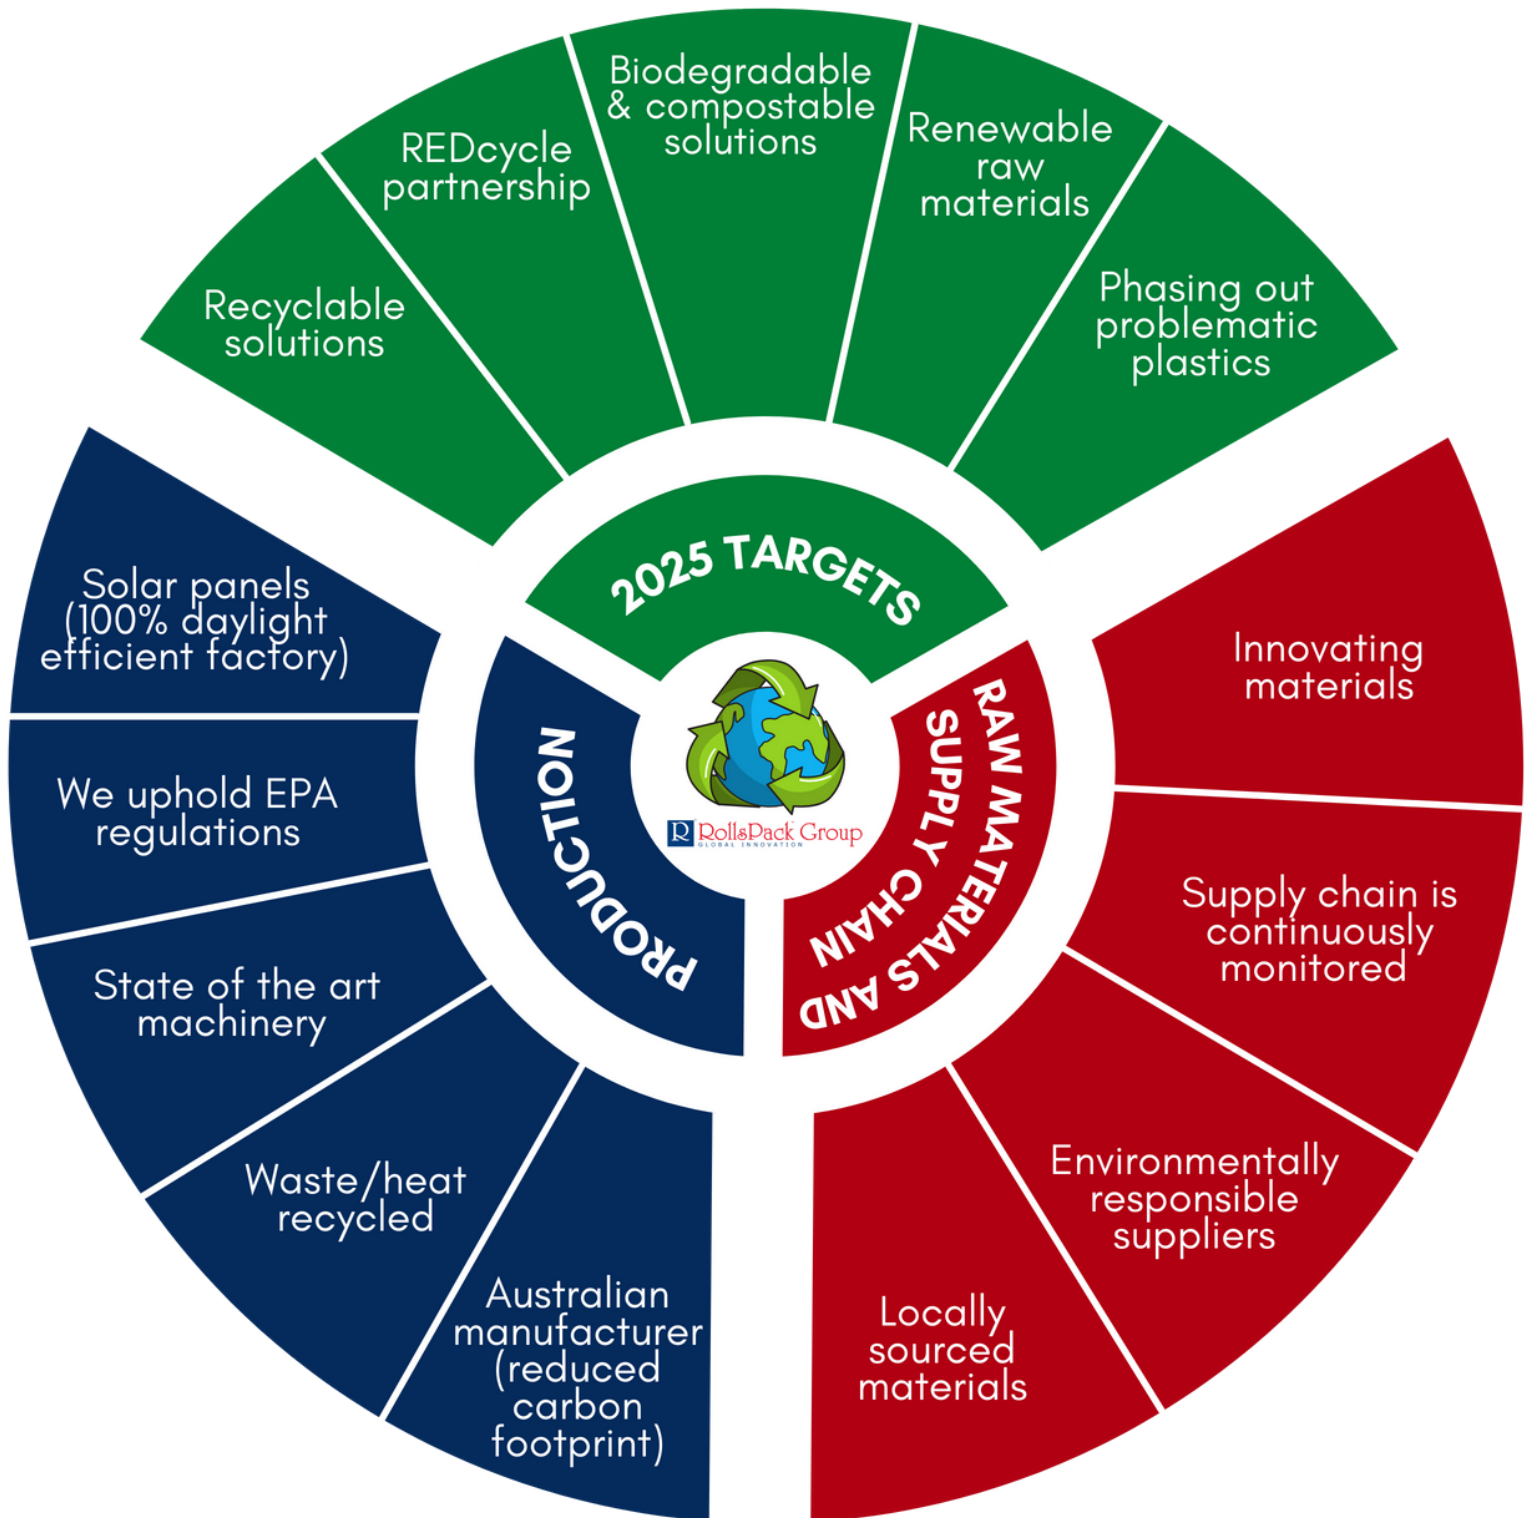 Biodegradable
& compostable
solutions
Renewable
raw
materials
REDcycle
partnership
Phasing out
problematic
plastics
Recyclable
solutions
2025 TARGETS
Innovating
materials
Supply chain is
continuously
monitored
Environmentally
responsible
suppliers
Locally
sourced
materials
RAW MATERIALS AND
SUPPLY CHAIN
Solar panels
(100% daylight
efficient factory)
We uphold EPA
regulations
State of the art
machinery
Waste/heat
recycled
Australian
manufacturer
(reduced
carbon
footprint)
PRODUCTION
R RollsPack Group
GLOBAL INNOVATION